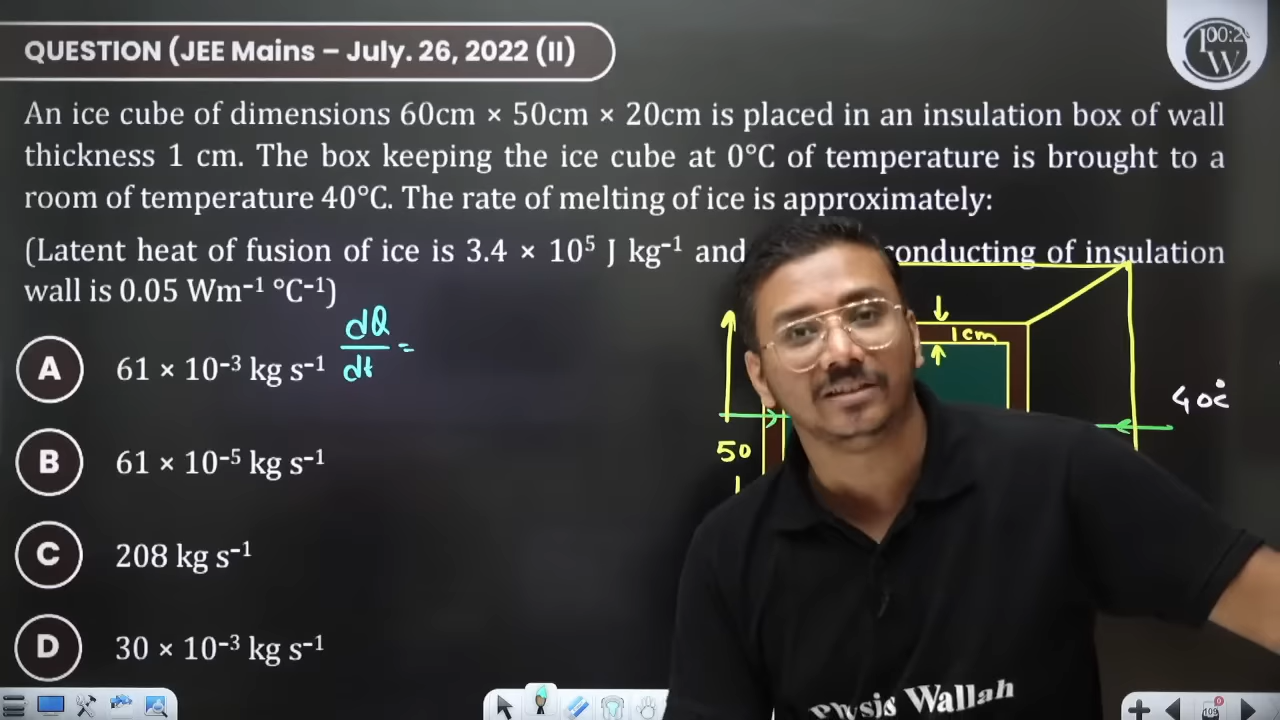 QUESTION (JEE Mains – July. 26, 2022 (II)
An ice cube of dimensions 60cm × 50cm × 20cm is placed in an insulation box of wall
thickness 1 cm. The box keeping the ice cube at 0°C of temperature is brought to a
room of temperature 40°C. The rate of melting of ice is approximately:
(Latent heat of fusion of ice is 3.4 × 10⁵ J kg⁻¹ and onducting of insulation
wall is 0.05 Wm⁻¹ °C⁻¹)
dQ/dt =
A 61 × 10⁻³ kg s⁻¹
B 61 × 10⁻⁵ kg s⁻¹
C 208 kg s⁻¹
D 30 × 10⁻³ kg s⁻¹
1cm
40°C
50
Physis Wallah
109